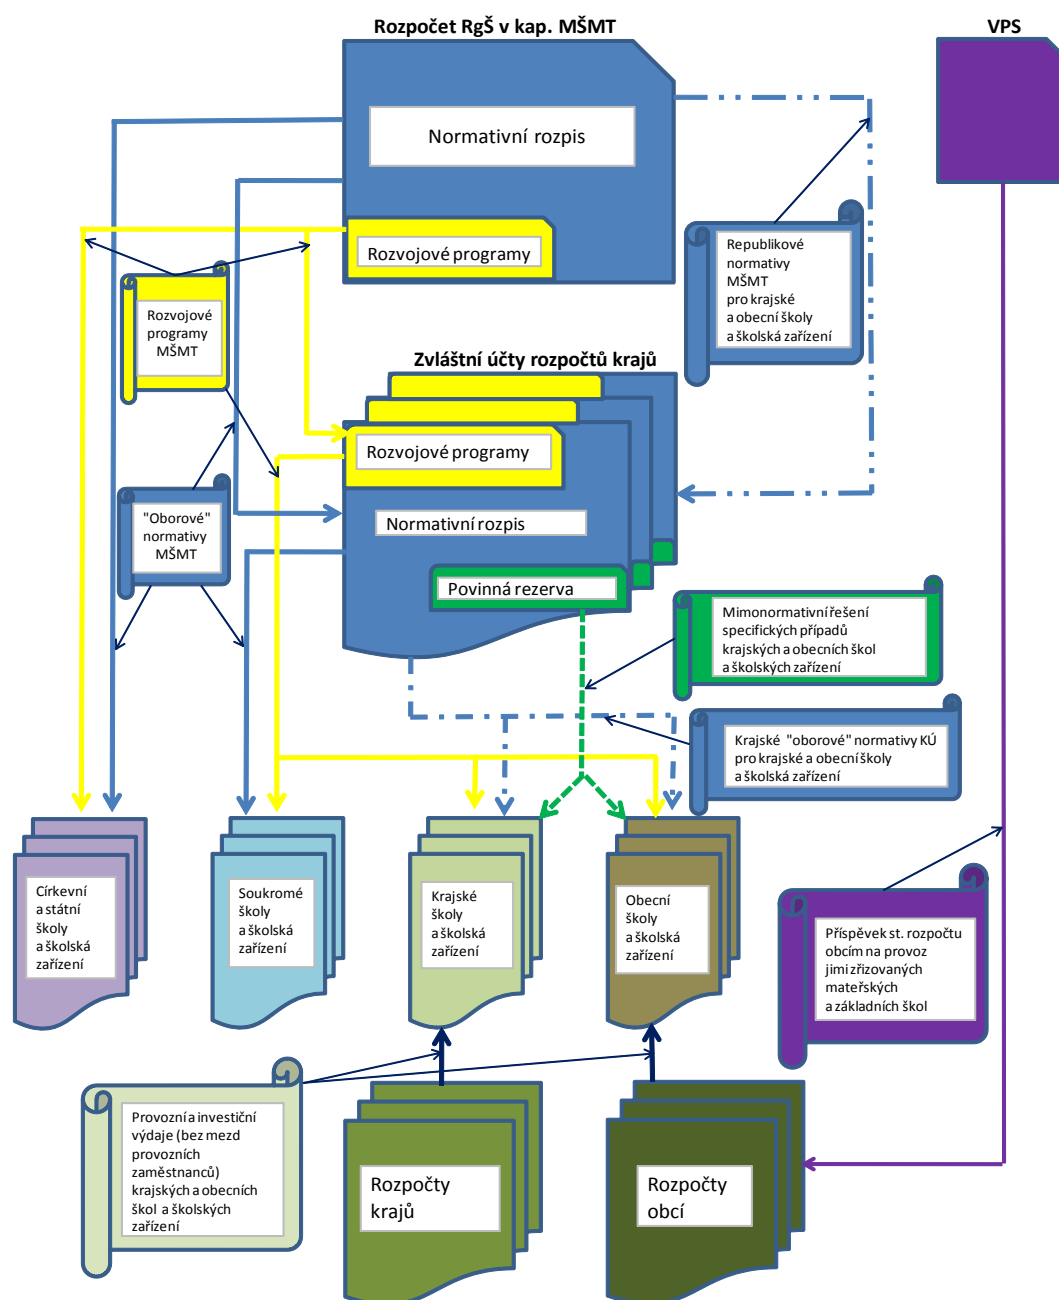 Rozpočet RgŠ v kap. MŠMT
VPS
Normativní rozpis
Rozvojové programy
Republikové
normativy
MŠMT
pro krajské
a obecní školy
a školská zařízení
Rozvojové
programy
MŠMT
Zvláštní účty rozpočtů krajů
Rozvojové programy
Normativní rozpis
"Oborové"
normativy
MŠMT
Povinná rezerva
Mimonormativní řešení
specifických případů
krajských a obecních škol
a školských zařízení
Krajské "oborové" normativy KÚ
pro krajské a obecní školy
a školská zařízení
Církevní
a státní
školy
a školská
zařízení
Soukromé
školy
a školská
zařízení
Krajské
školy
a školská
zařízení
Obecní
školy
a školská
zařízení
Příspěvek st. rozpočtu
obcím na provoz
jimi zřizovaných
mateřských
a základních škol
Provozní a investiční
výdaje (bez mezd
provozních
zaměstnanců)
krajských a obecních
škol a školských
zařízení
Rozpočty
krajů
Rozpočty
obcí